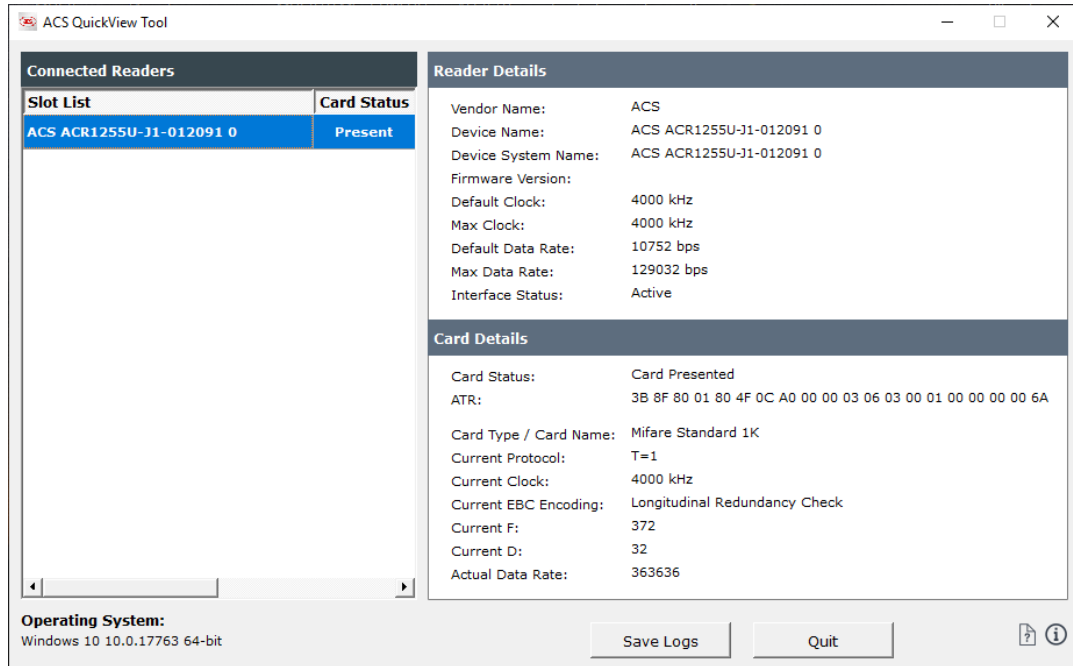 ACS QuickView Tool
Connected Readers
Slot List Card Status
ACS ACR1255U-J1-012091 0 Present
Operating System:
Windows 10 10.0.17763 64-bit
Reader Details
Vendor Name: ACS
Device Name: ACS ACR1255U-J1-012091 0
Device System Name: ACS ACR1255U-J1-012091 0
Firmware Version:
Default Clock: 4000 kHz
Max Clock: 4000 kHz
Default Data Rate: 10752 bps
Max Data Rate: 129032 bps
Interface Status: Active
Card Details
Card Status: Card Presented
ATR: 3B 8F 80 01 80 4F 0C A0 00 00 03 06 03 00 01 00 00 00 00 6A
Card Type / Card Name: Mifare Standard 1K
Current Protocol: T=1
Current Clock: 4000 kHz
Current EBC Encoding: Longitudinal Redundancy Check
Current F: 372
Current D: 32
Actual Data Rate: 363636
Save Logs Quit